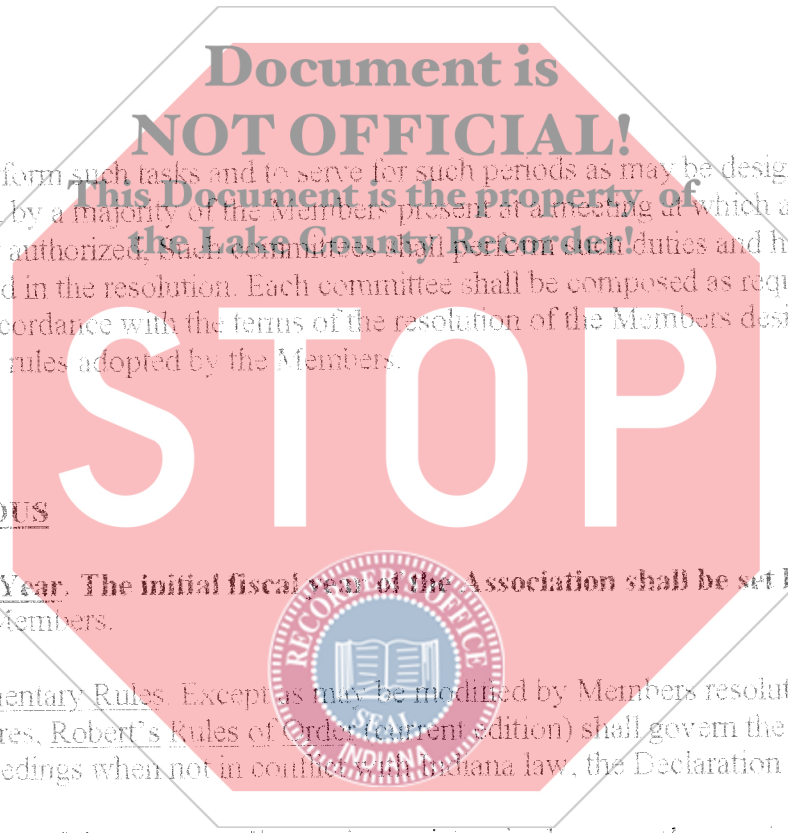 Document is
NOT OFFICIAL!
form such tasks and to serve for such periods as may be desig
This Document is the property of
by a majority of the Members present at a meeting at which a
the Lake County Recorder!
authorized. Such committees shall perform such duties and h
d in the resolution. Each committee shall be composed as requ
cordance with the terms of the resolution of the Members desi
rules adopted by the Members.
STOP
OUS
Year. The initial fiscal year of the Association shall be set
Members.
RECORDER'S OFFICE
SEAL
INDIANA
entary Rules. Except as may be modified by Members resolut
res, Robert's Rules of Order (current edition) shall govern the
edings when not in conflict with Indiana law, the Declaration